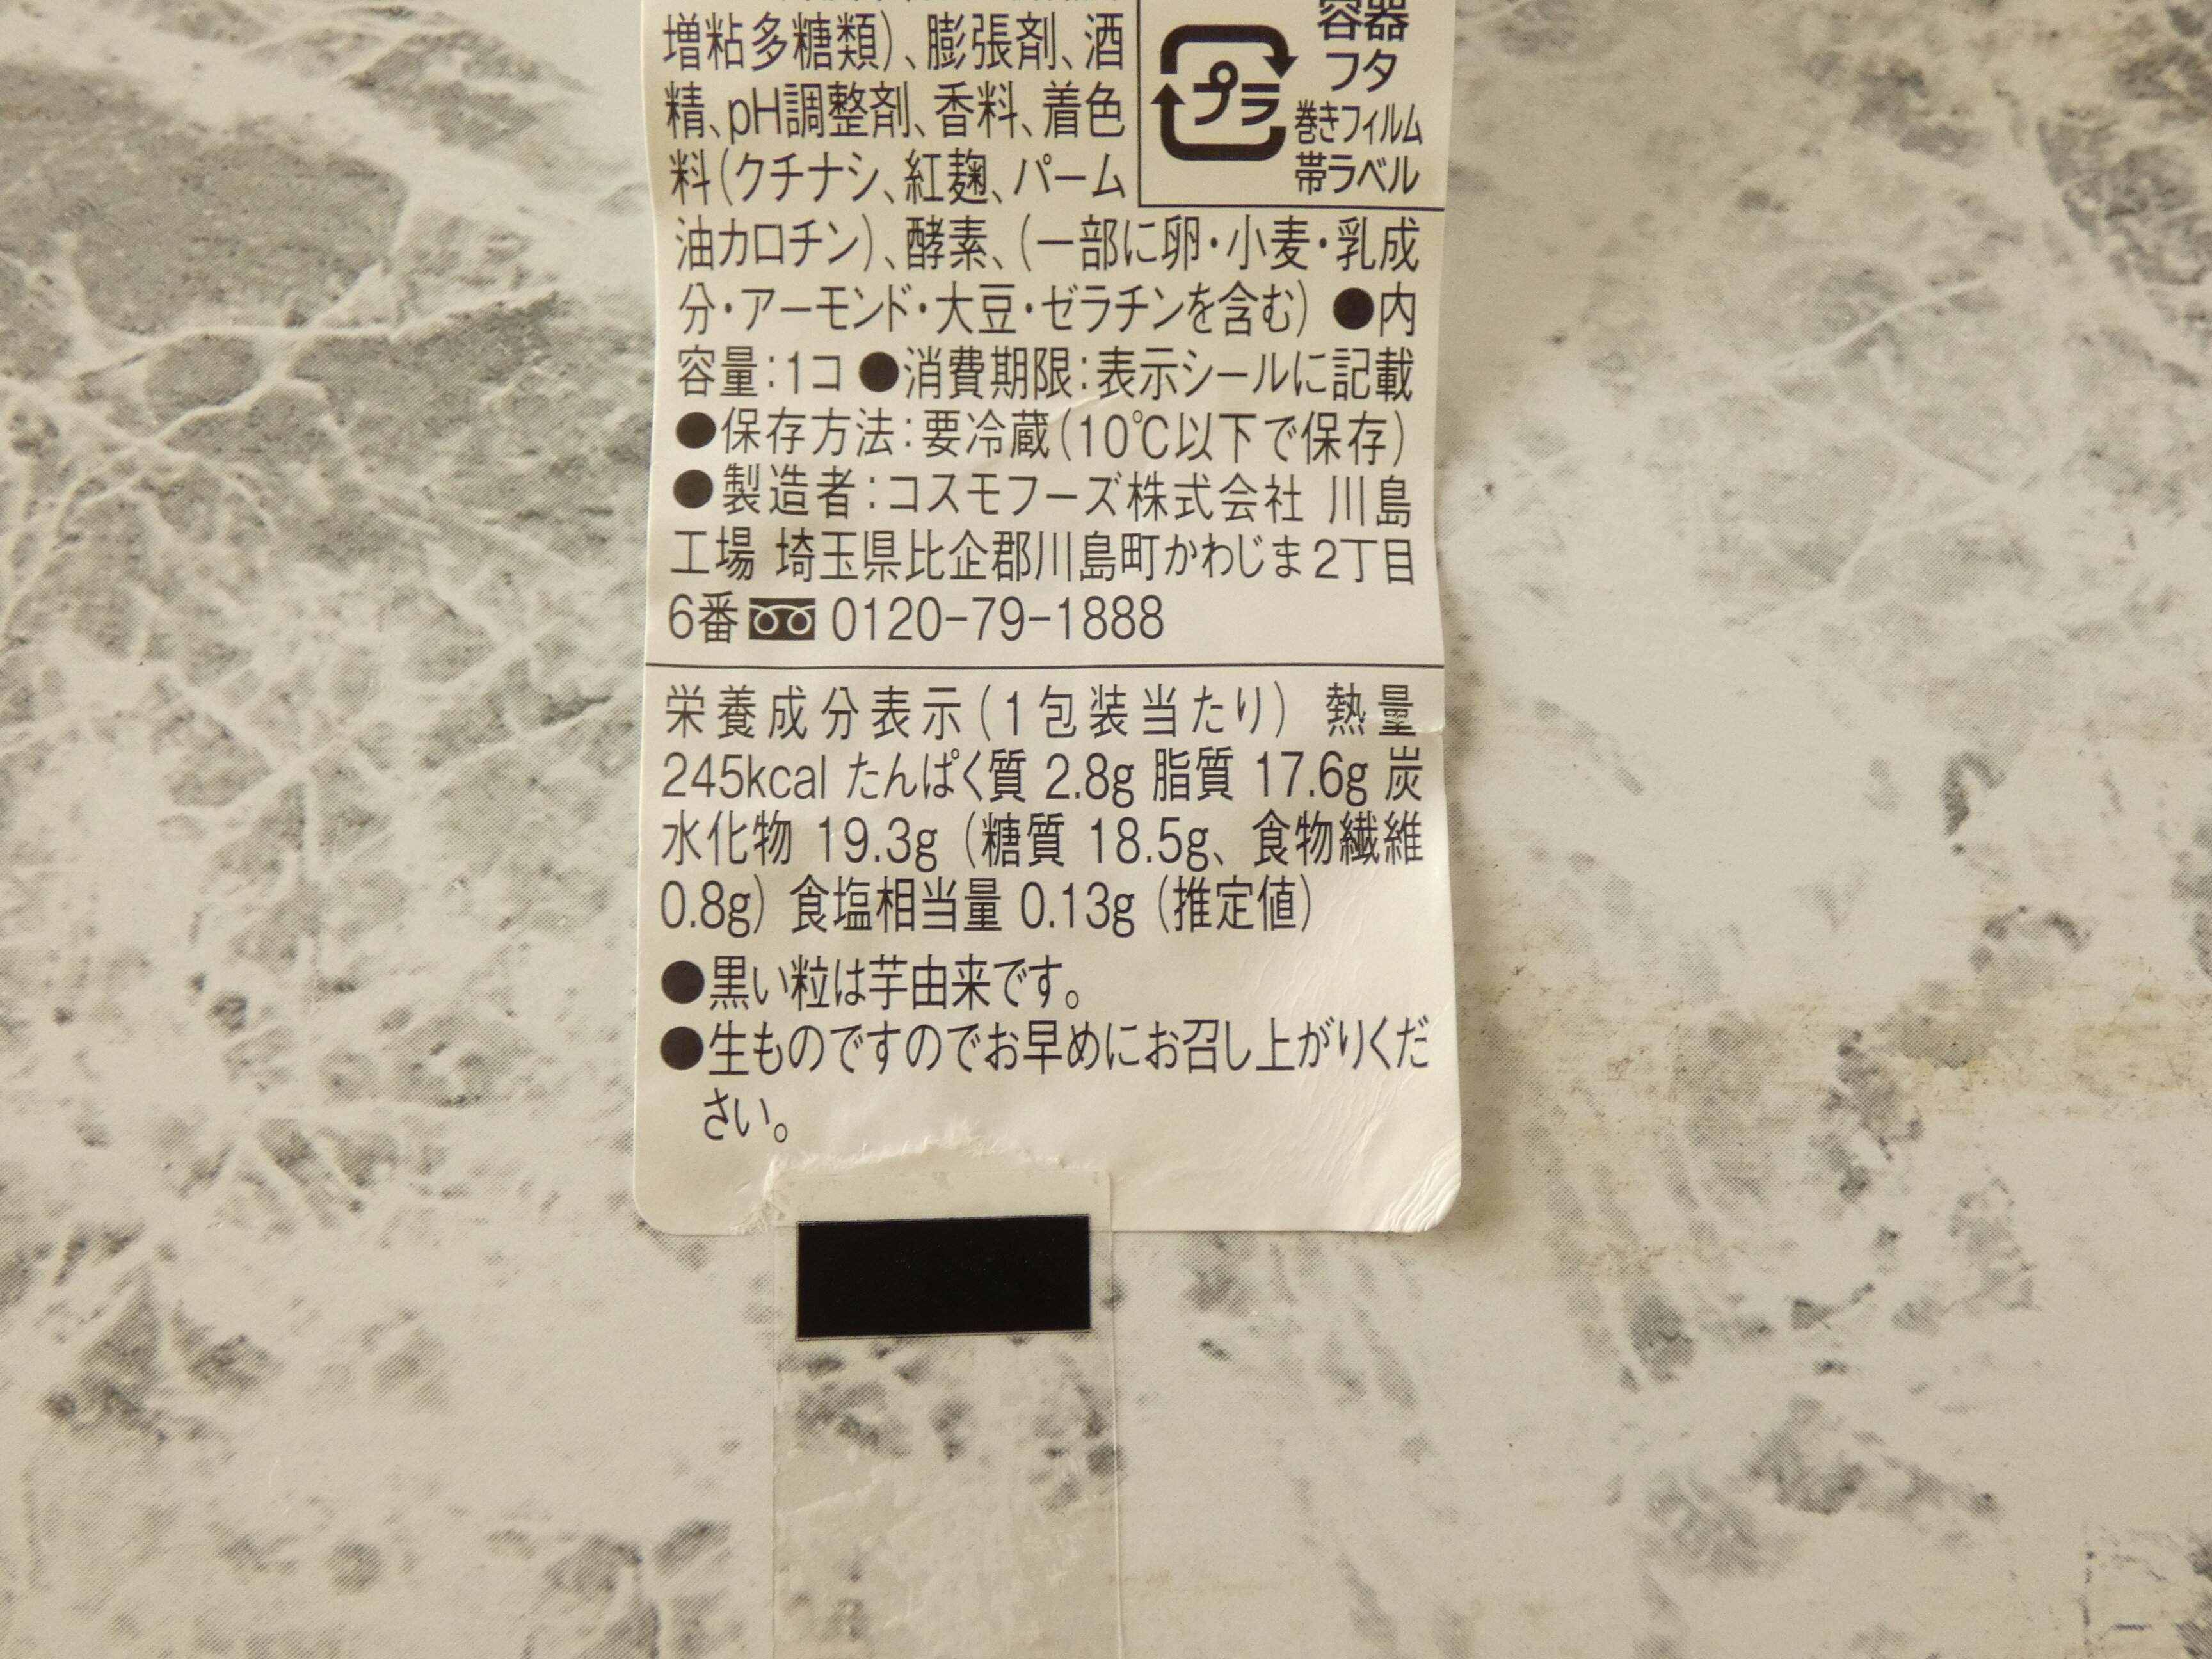 増粘多糖類)、膨張剤、酒
精、pH調整剤、香料、着色
料(クチナシ、紅麹、パーム
油カロチン)、酵素、(一部に卵・小麦・乳成
分・アーモンド・大豆・ゼラチンを含む) ●内
容量:1コ ●消費期限:表示シールに記載
●保存方法:要冷蔵(10℃以下で保存)
●製造者:コスモフーズ株式会社 川島
工場 埼玉県比企郡川島町かわじま2丁目
6番 0120-79-1888
プラ
容器
フタ
巻きフィルム
帯ラベル
栄養成分表示(1包装当たり) 熱量
245kcal たんぱく質 2.8g 脂質 17.6g 炭
水化物 19.3g (糖質 18.5g、食物繊維
0.8g) 食塩相当量 0.13g (推定値)
●黒い粒は芋由来です。
●生ものですのでお早めにお召し上がりくだ
さい。